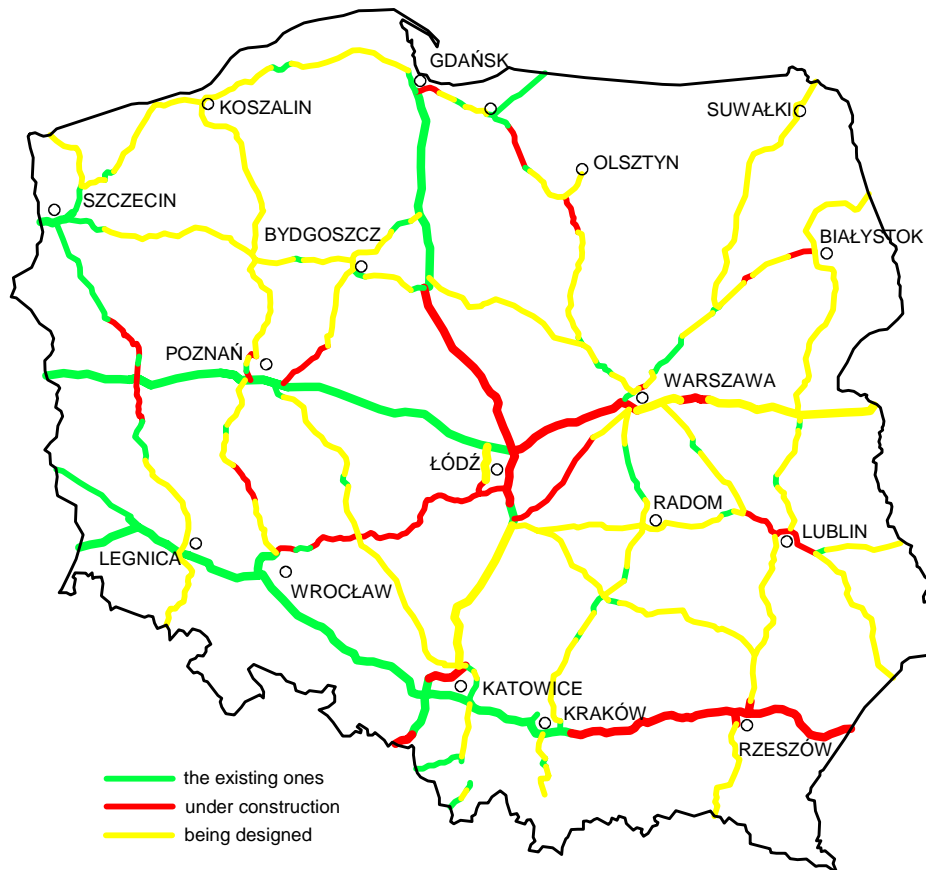 GDAŃSK
KOSZALIN
SUWAŁKI
OLSZTYN
SZCZECIN
BYDGOSZCZ
BIAŁYSTOK
POZNAŃ
WARSZAWA
ŁÓDŹ
RADOM
LUBLIN
LEGNICA
WROCŁAW
KATOWICE
KRAKÓW
RZESZÓW
the existing ones
under construction
being designed